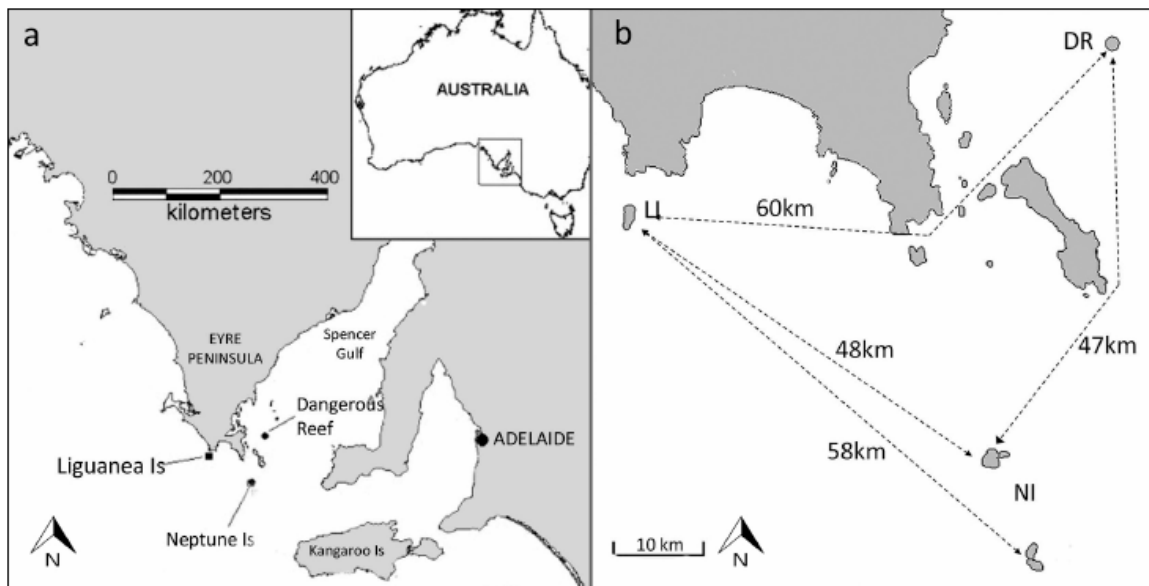 a
AUSTRALIA
0 200 400
kilometers
EYRE
PENINSULA
Spencer
Gulf
Dangerous
Reef
ADELAIDE
Liguanea Is
Neptune Is
Kangaroo Is
N
b
DR
LI
60km
48km
47km
58km
NI
10 km
N